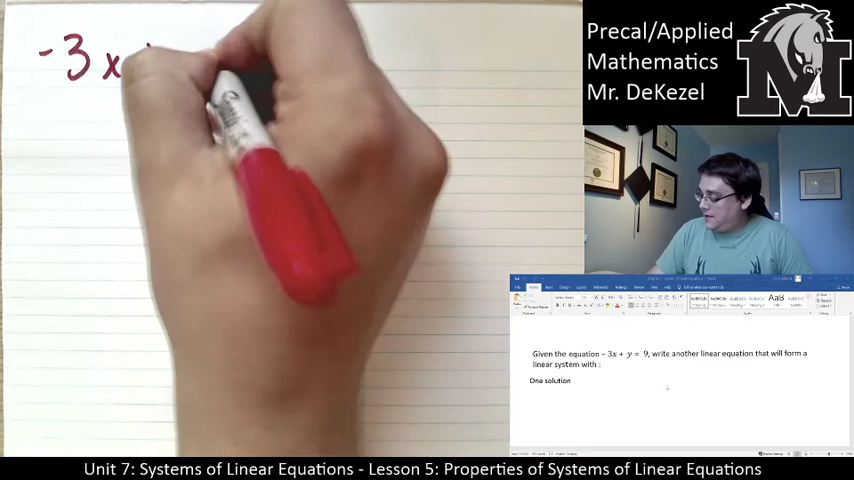 -3x
Precal/Applied
Mathematics
Mr. DeKezel
M
Given the equation − 3x + y = 9, write another linear equation that will form a
linear system with :
One solution
Unit 7: Systems of Linear Equations - Lesson 5: Properties of Systems of Linear Equations